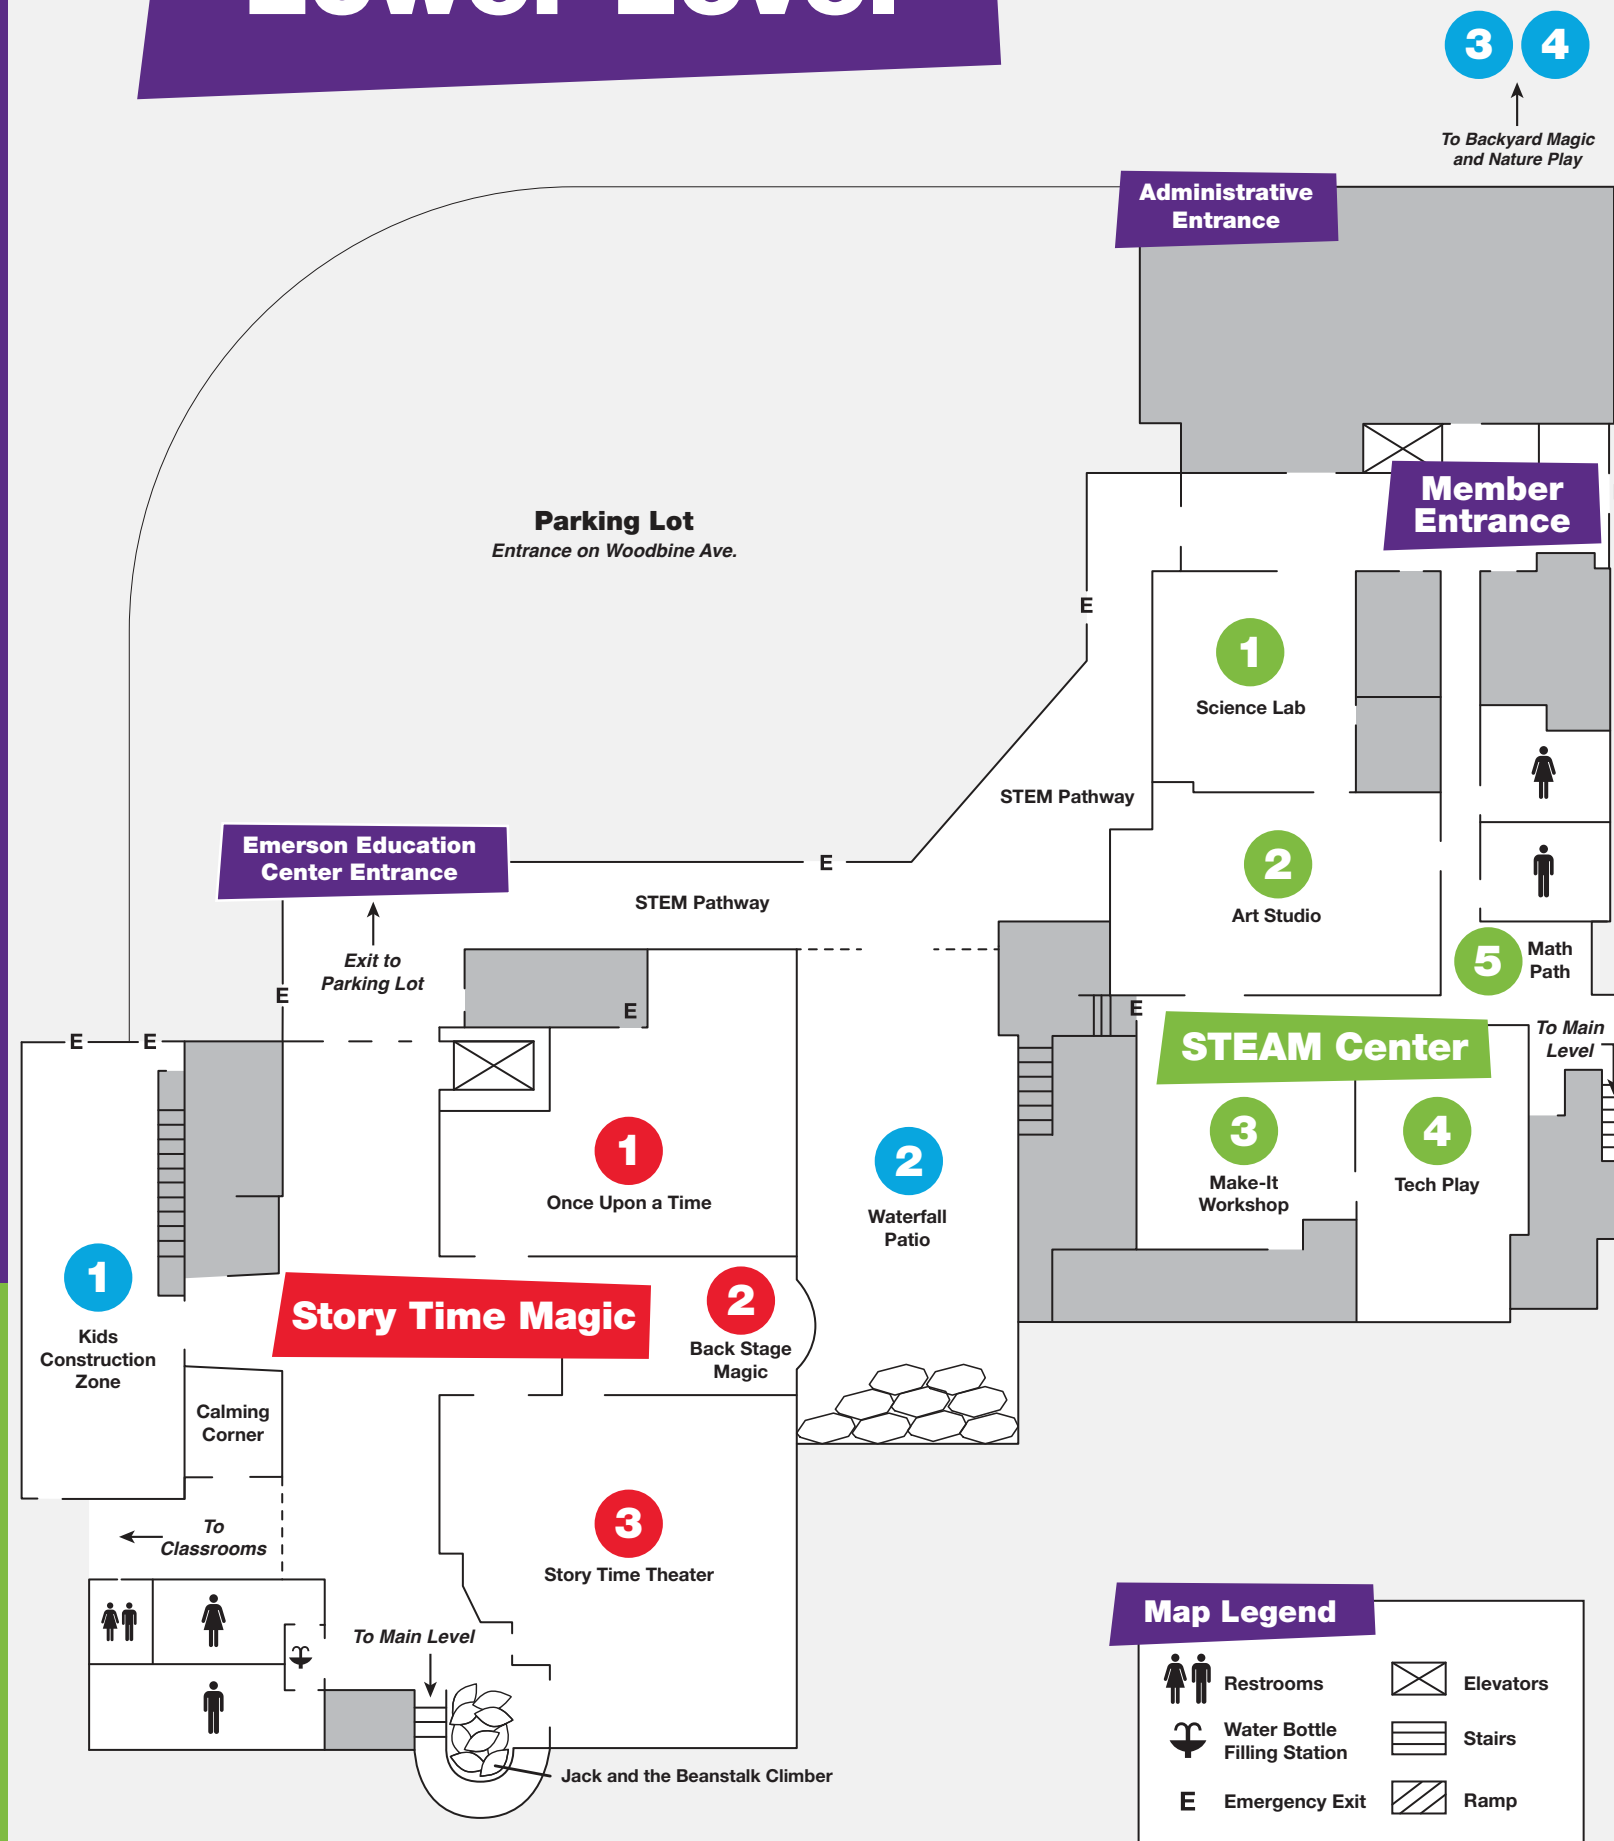 Lower Level
3 4
To Backyard Magic
and Nature Play
Administrative
Entrance
Member
Entrance
Parking Lot
Entrance on Woodbine Ave.
E
1
Science Lab
STEM Pathway
Emerson Education
Center Entrance
E
2
Art Studio
STEM Pathway
Exit to
Parking Lot
5
Math
Path
E
E
E
STEAM Center
To Main
Level
E
E
1
Once Upon a Time
2
Waterfall
Patio
3
Make-It
Workshop
4
Tech Play
1
Kids
Construction
Zone
Story Time Magic
2
Back Stage
Magic
Calming
Corner
3
Story Time Theater
To
Classrooms
To Main Level
Jack and the Beanstalk Climber
Map Legend
Restrooms
Elevators
Water Bottle
Filling Station
Stairs
E Emergency Exit
Ramp